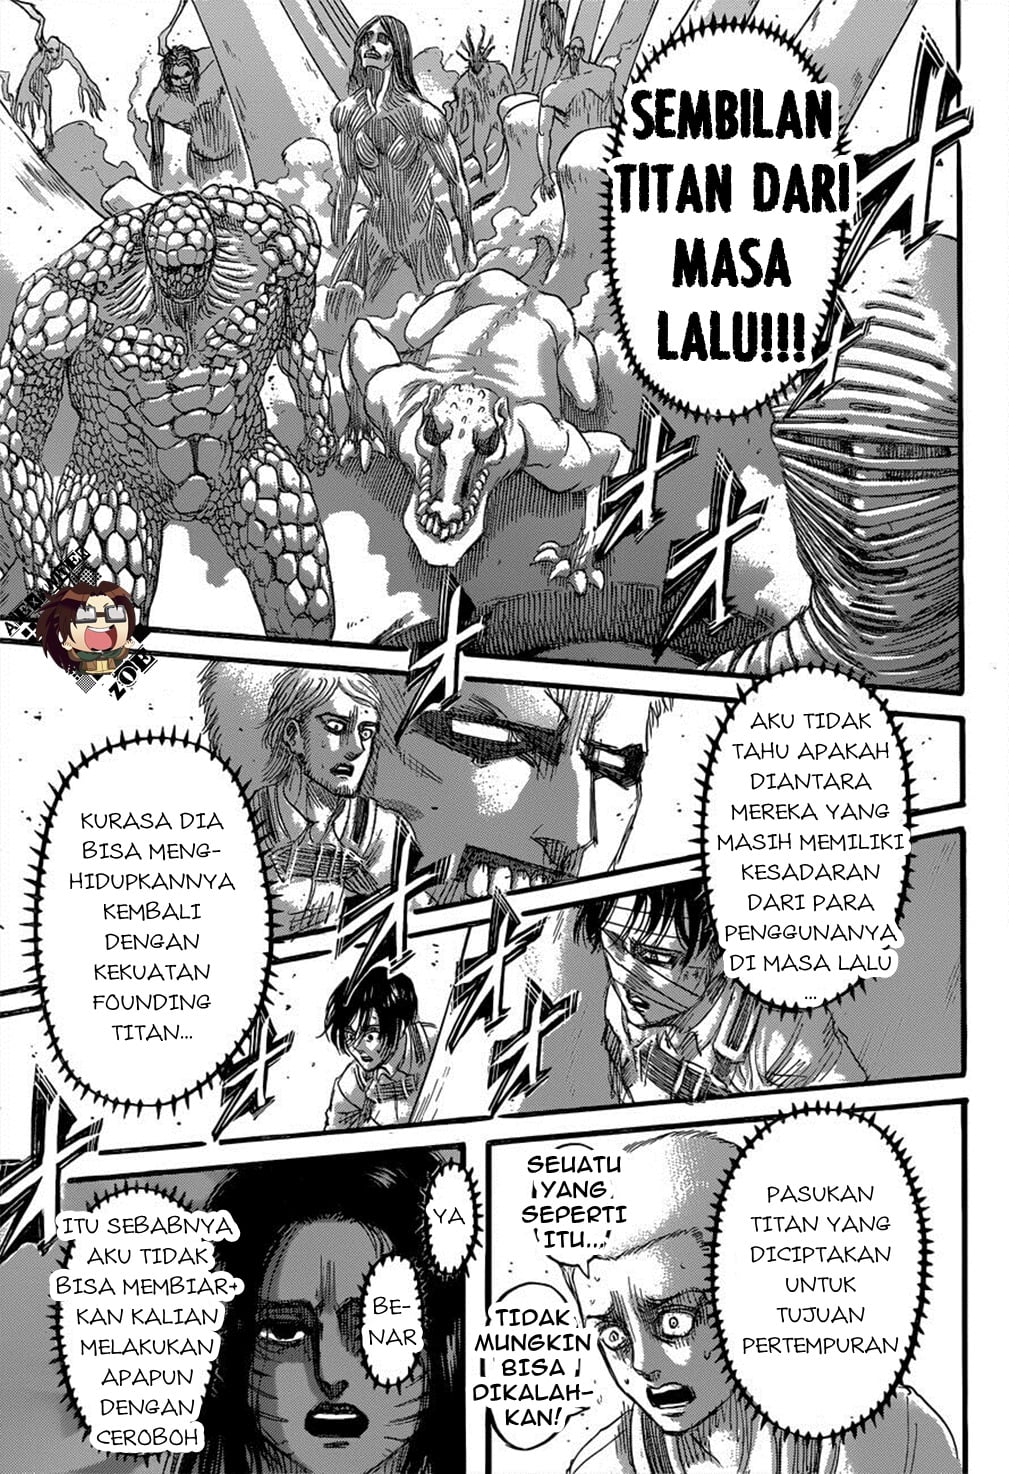 SEMBILAN
TITAN DARI
MASA
LALU!!!
AKU TIDAK
TAHU APAKAH
DIANTARA
MEREKA YANG
MASIH MEMILIKI
KESADARAN
DARI PARA
PENGGUNANYA
DI MASA LALU
...
KURASA DIA
BISA MENG-
HIDUPKANNYA
KEMBALI
DENGAN
KEKUATAN
FOUNDING
TITAN...
PASUKAN
TITAN YANG
DICIPTAKAN
UNTUK
TUJUAN
PERTEMPURAN
SEUATU
YANG
SEPERTI
ITU...
TIDAK
MUNGKIN
BISA
DIKALAH-
KAN!
YA
BE-
NAR
ITU SEBABNYA
AKU TIDAK
BISA MEMBIAR-
KAN KALIAN
MELAKUKAN
APAPUN
DENGAN
CEROBOH
ZOE